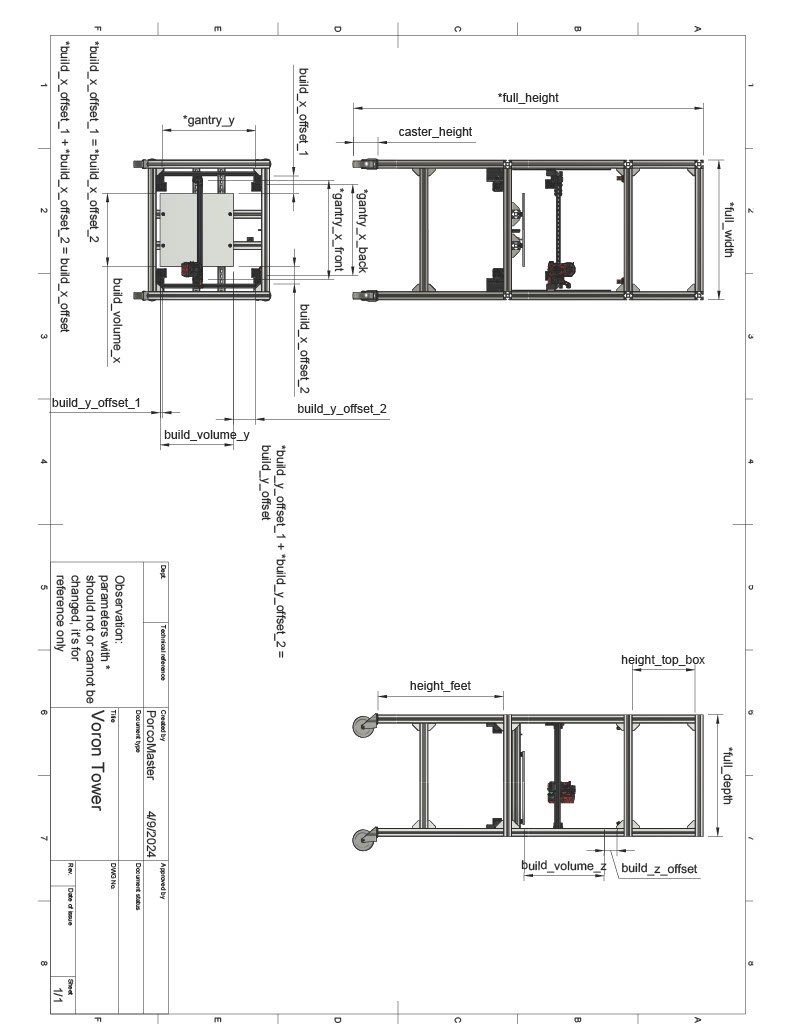 1 2 3 4 5 6 7 8
*full_width
*full_depth
A
A
height_top_box
build_z_offset
B
B
*full_height
build_volume_z
C
C
caster_height
height_feet
*gantry_x_back
D
D
*gantry_x_front
build_y_offset_2
build_x_offset_1
build_x_offset_2
*build_y_offset_1 + *build_y_offset_2 =
build_y_offset
E
E
*gantry_y
build_volume_y
build_volume_x
build_y_offset_1
F
F
*build_x_offset_1 = *build_x_offset_2
*build_x_offset_1 + *build_x_offset_2 = build_x_offset
Dept.
Technical reference
Created by
PorcoMaster 4/9/2024
Approved by
Observation:
parameters with *
should not or cannot be
changed, it's for
reference only
Document type
Document status
Title
Voron Tower
DWG No.
Rev.
Date of issue
Sheet
1/1
1 2 3 4 5 6 7 8